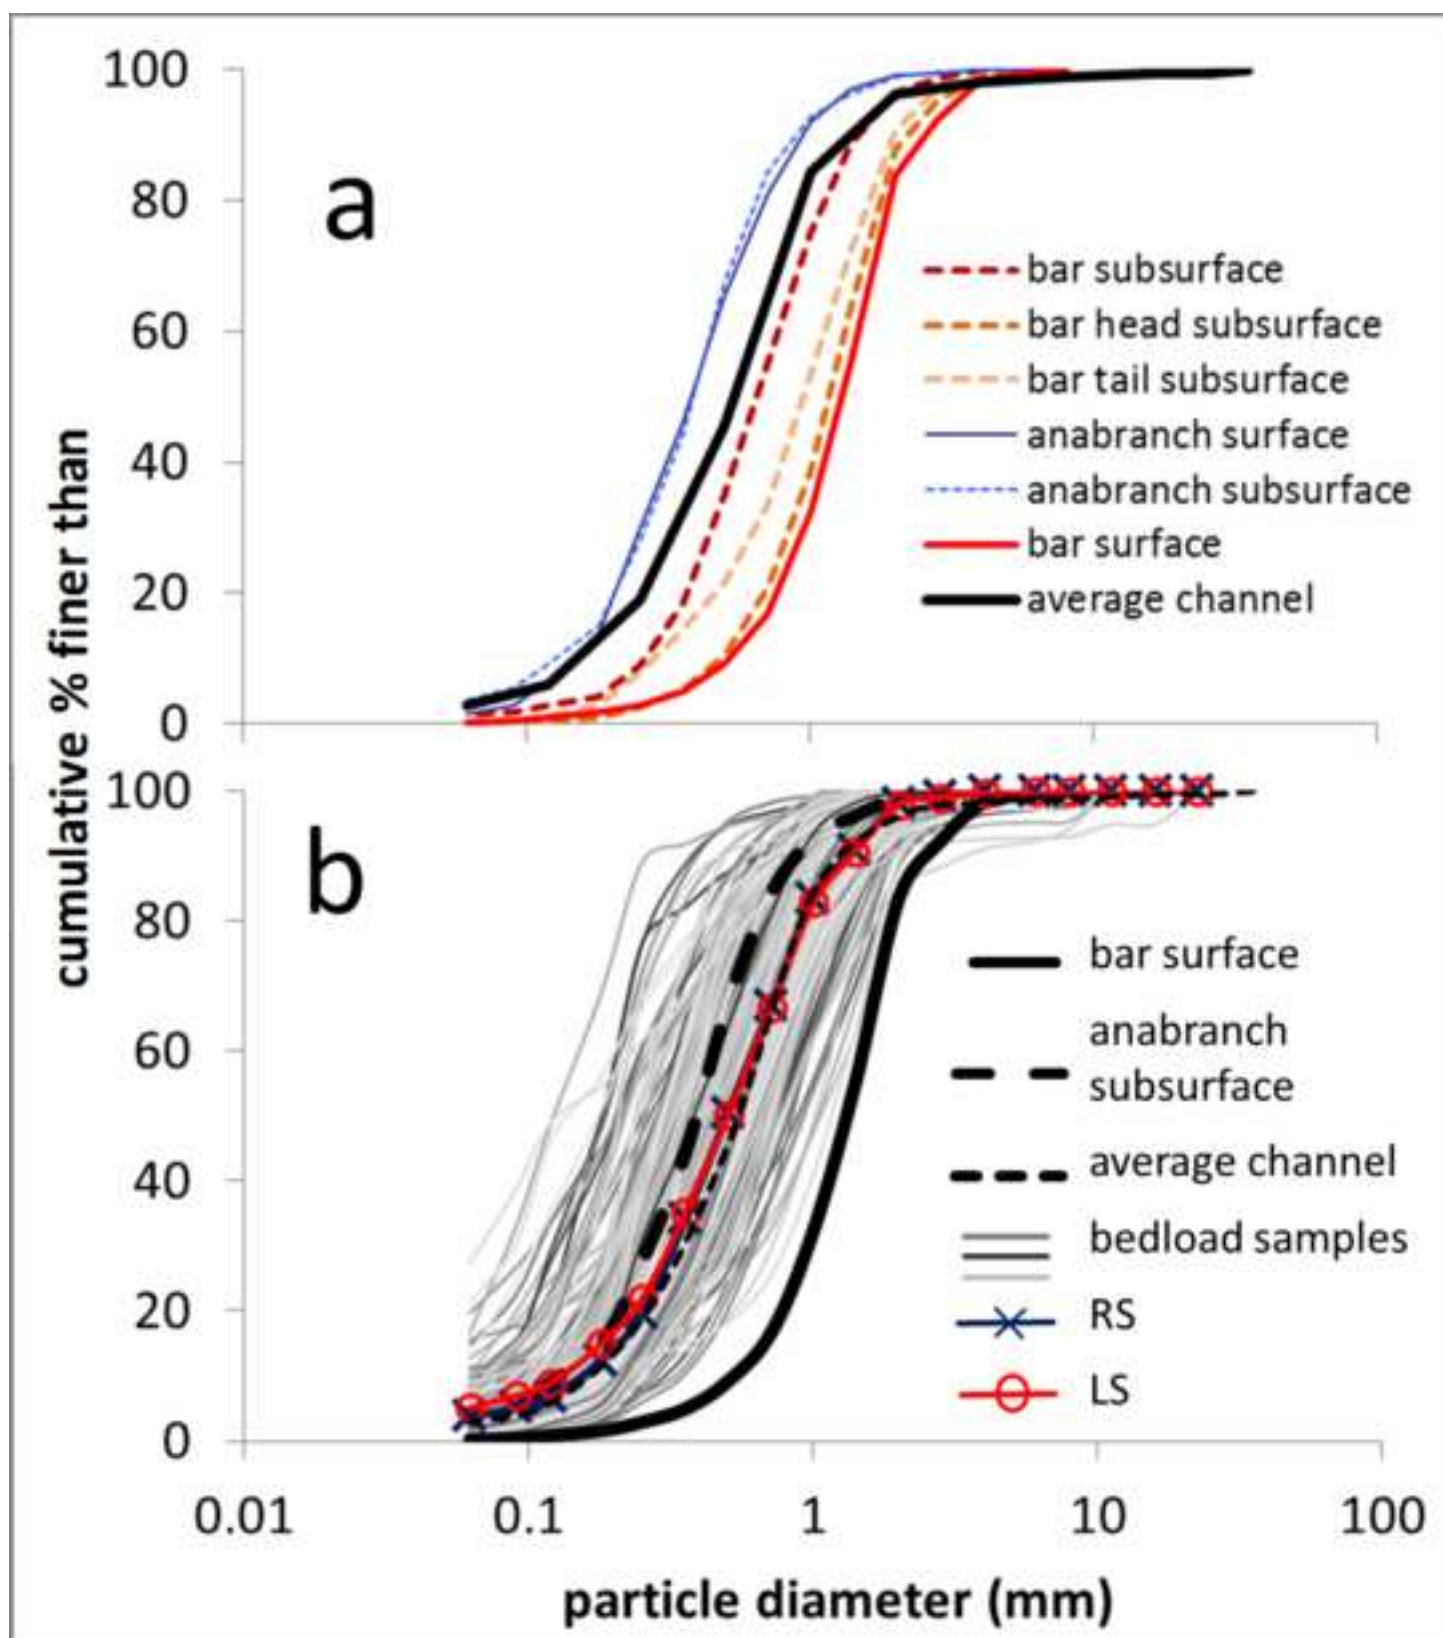 100
80
60
40
20
0
a
bar subsurface
bar head subsurface
bar tail subsurface
anabranch surface
anabranch subsurface
bar surface
average channel
cumulative % finer than
100
80
60
40
20
0
b
bar surface
anabranch
subsurface
average channel
bedload samples
RS
LS
0.01 0.1 1 10 100
particle diameter (mm)